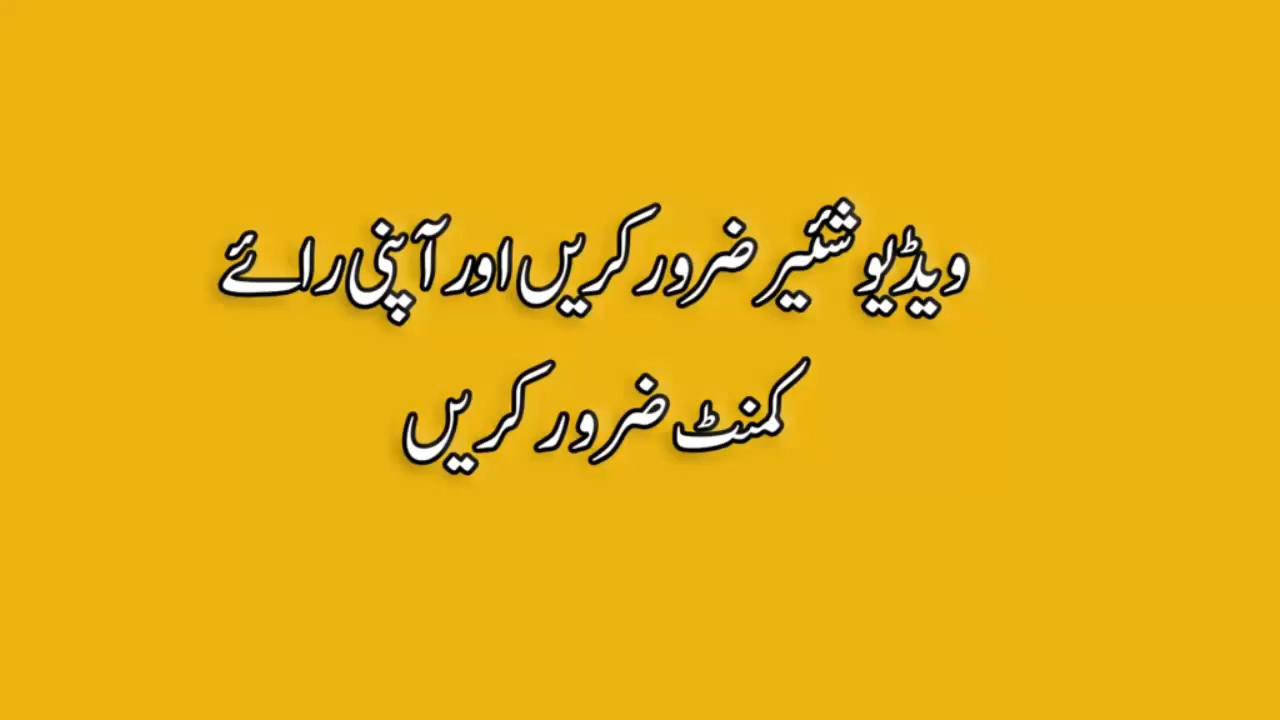 ویڈیو شئیر ضرور کریں اور آپنی رائے
کمنٹ ضرور کریں